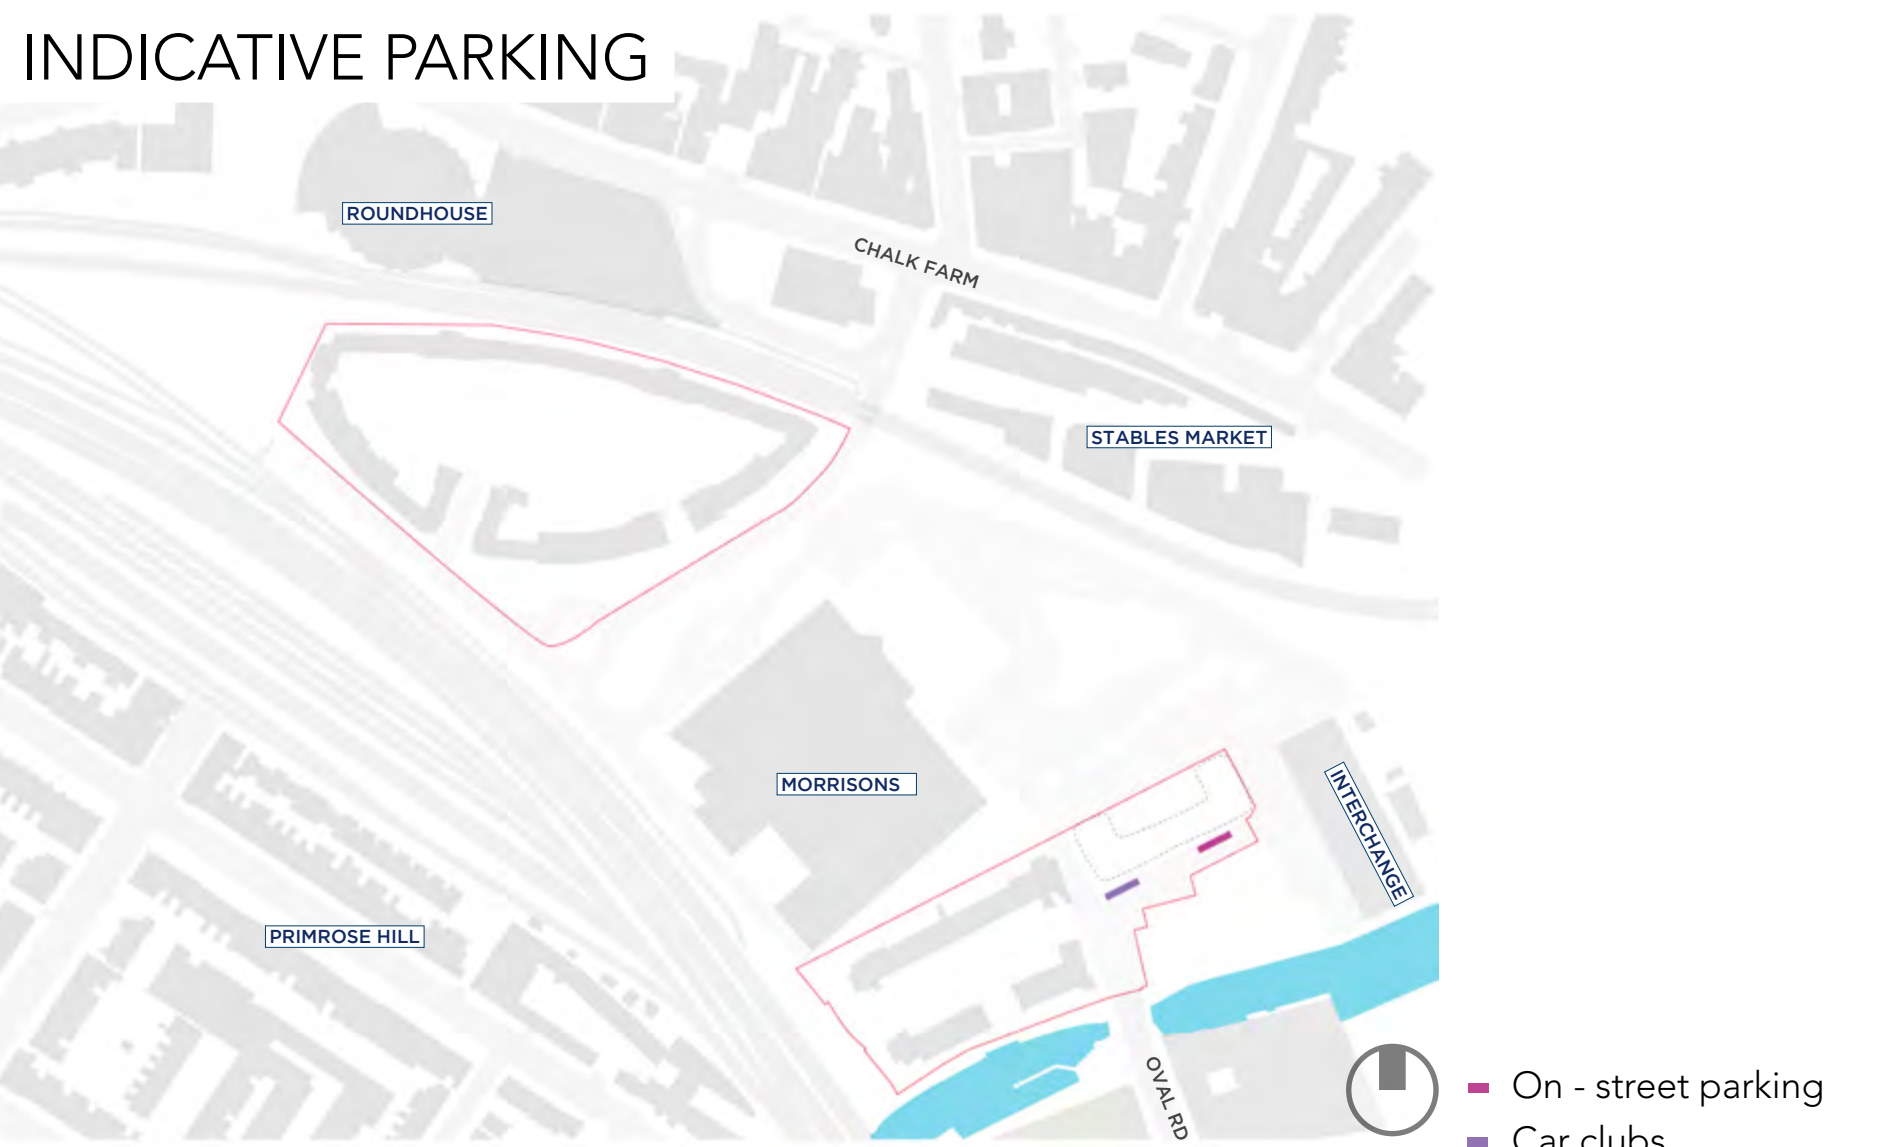 INDICATIVE PARKING
ROUNDHOUSE
CHALK FARM
STABLES MARKET
MORRISONS
INTERCHANGE
PRIMROSE HILL
OVAL RD
On - street parking
Car clubs